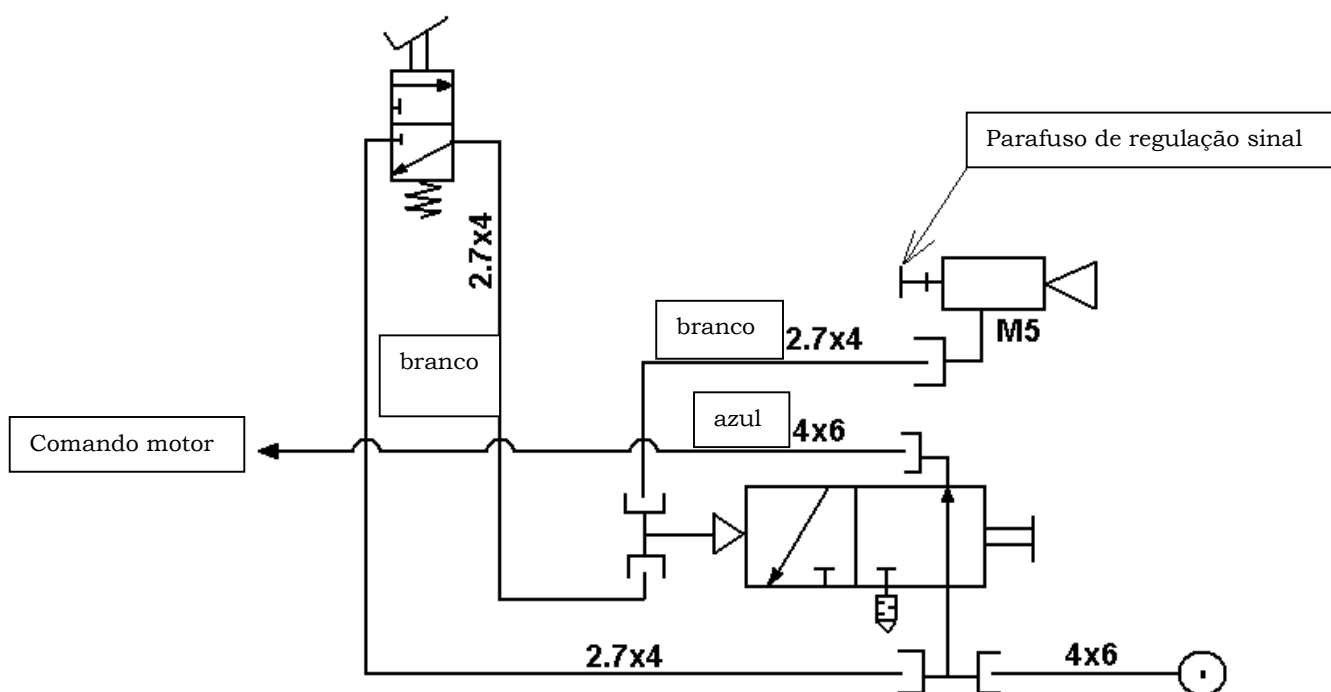 Parafuso de regulação sinal
2.7x4
branco
2.7x4
M5
branco
azul
4x6
Comando motor
2.7x4
4x6